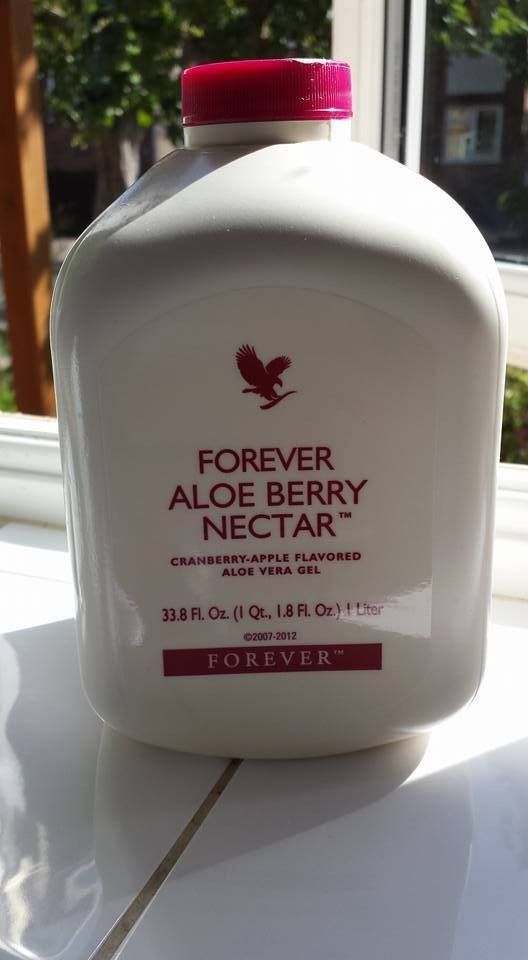 FOREVER
ALOE BERRY
NECTAR™
CRANBERRY-APPLE FLAVORED
ALOE VERA GEL
33.8 Fl. Oz. (1 Qt., 1.8 Fl. Oz.) 1 Liter
©2007-2012
FOREVER™